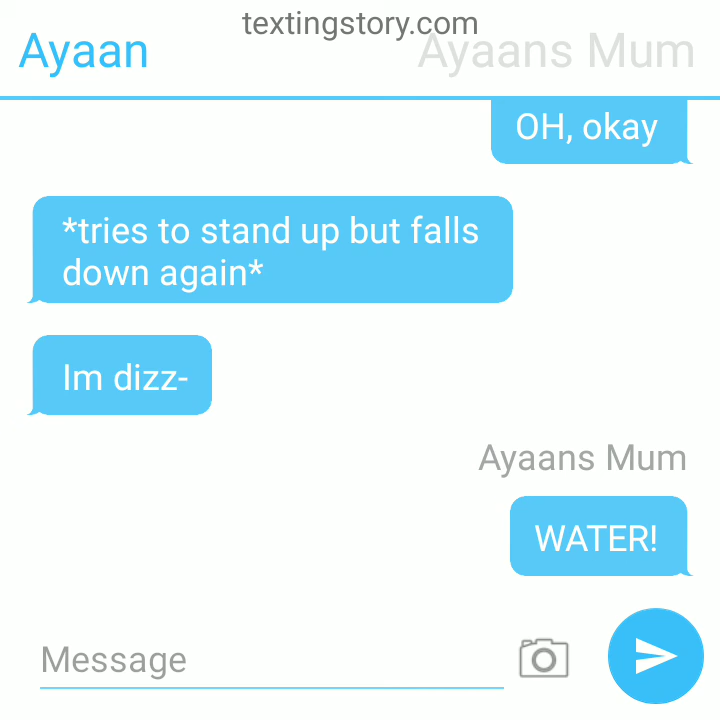 textingstory.com
Ayaan
Ayaans Mum
OH, okay
*tries to stand up but falls
down again*
Im dizz-
Ayaans Mum
WATER!
Message